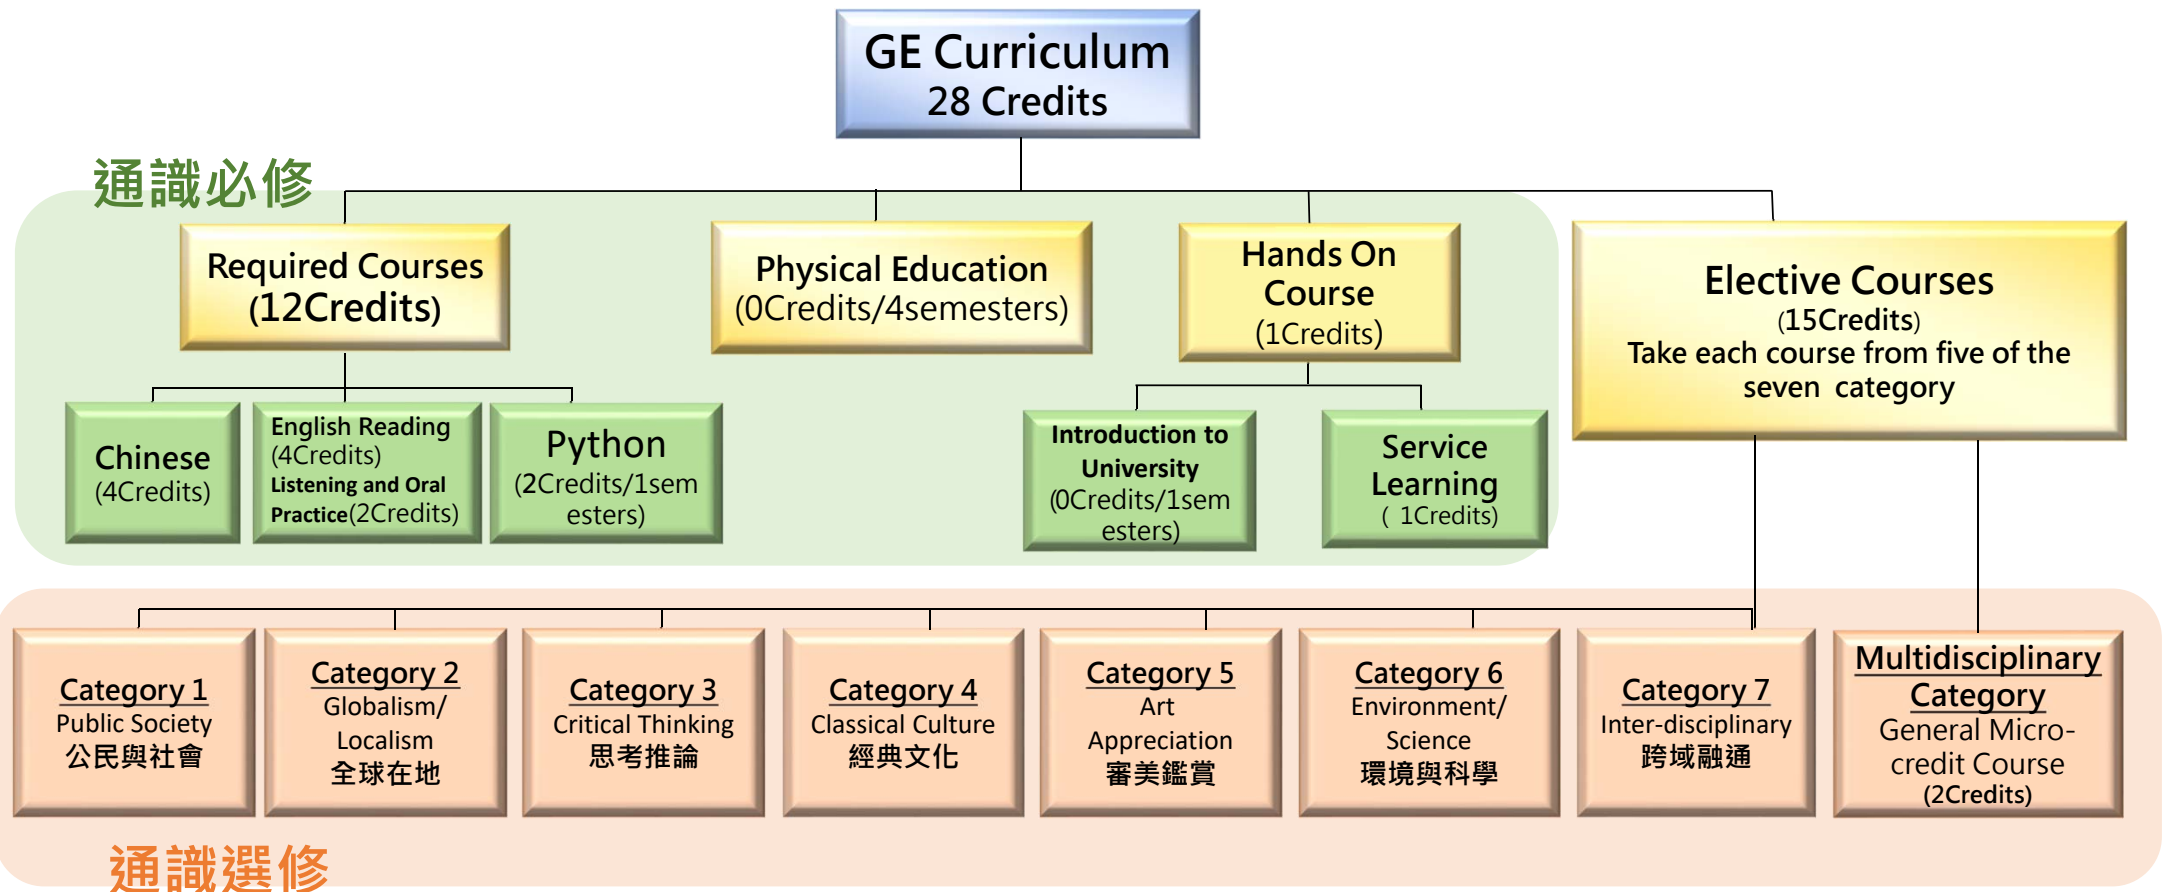 GE Curriculum
28 Credits
通識必修
Required Courses
(12Credits)
Physical Education
(0Credits/4semesters)
Hands On
Course
(1Credits)
Elective Courses
(15Credits)
Take each course from five of the
seven category
Chinese
(4Credits)
English Reading
(4Credits)
Listening and Oral
Practice(2Credits)
Python
(2Credits/1sem
esters)
Introduction to
University
(0Credits/1sem
esters)
Service
Learning
( 1Credits)
Category 1
Public Society
公民與社會
Category 2
Globalism/
Localism
全球在地
Category 3
Critical Thinking
思考推論
Category 4
Classical Culture
經典文化
Category 5
Art
Appreciation
審美鑑賞
Category 6
Environment/
Science
環境與科學
Category 7
Inter-disciplinary
跨域融通
Multidisciplinary
Category
General Micro-
credit Course
(2Credits)
通識選修